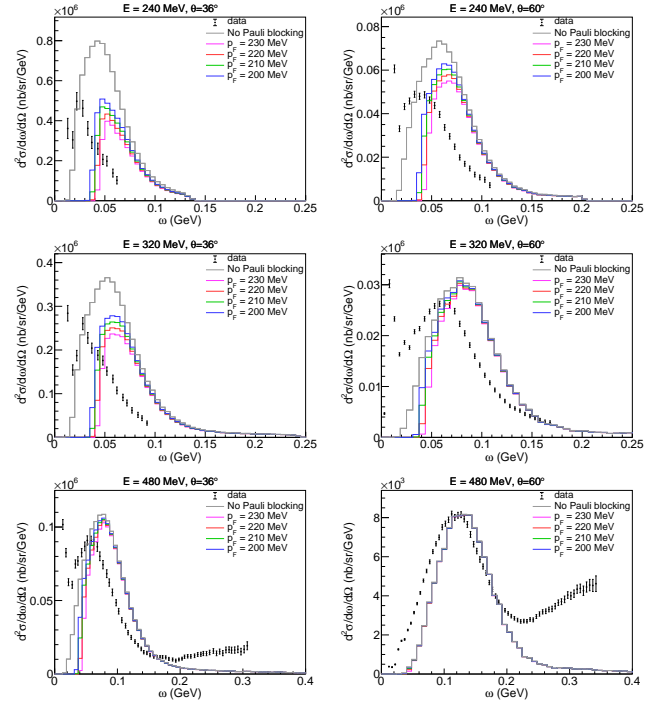 E = 240 MeV, θ=36°
×10⁶
d²σ/dωdΩ (nb/sr/GeV)
data
No Pauli blocking
p_F = 230 MeV
p_F = 220 MeV
p_F = 210 MeV
p_F = 200 MeV
0.8
0.6
0.4
0.2
0
0 0.05 0.1 0.15 0.2 0.25
ω (GeV)
E = 240 MeV, θ=60°
×10⁶
d²σ/dωdΩ (nb/sr/GeV)
data
No Pauli blocking
p_F = 230 MeV
p_F = 220 MeV
p_F = 210 MeV
p_F = 200 MeV
0.08
0.06
0.04
0.02
0
0 0.05 0.1 0.15 0.2 0.25
ω (GeV)
E = 320 MeV, θ=36°
×10⁶
d²σ/dωdΩ (nb/sr/GeV)
data
No Pauli blocking
p_F = 230 MeV
p_F = 220 MeV
p_F = 210 MeV
p_F = 200 MeV
0.4
0.3
0.2
0.1
0
0 0.05 0.1 0.15 0.2 0.25
ω (GeV)
E = 320 MeV, θ=60°
×10⁶
d²σ/dωdΩ (nb/sr/GeV)
data
No Pauli blocking
p_F = 230 MeV
p_F = 220 MeV
p_F = 210 MeV
p_F = 200 MeV
0.03
0.02
0.01
0
0 0.05 0.1 0.15 0.2 0.25
ω (GeV)
E = 480 MeV, θ=36°
×10⁶
d²σ/dωdΩ (nb/sr/GeV)
data
No Pauli blocking
p_F = 230 MeV
p_F = 220 MeV
p_F = 210 MeV
p_F = 200 MeV
0.1
0.05
0
0 0.1 0.2 0.3 0.4
ω (GeV)
E = 480 MeV, θ=60°
×10³
d²σ/dωdΩ (nb/sr/GeV)
data
No Pauli blocking
p_F = 230 MeV
p_F = 220 MeV
p_F = 210 MeV
p_F = 200 MeV
8
6
4
2
0
0 0.1 0.2 0.3 0.4
ω (GeV)